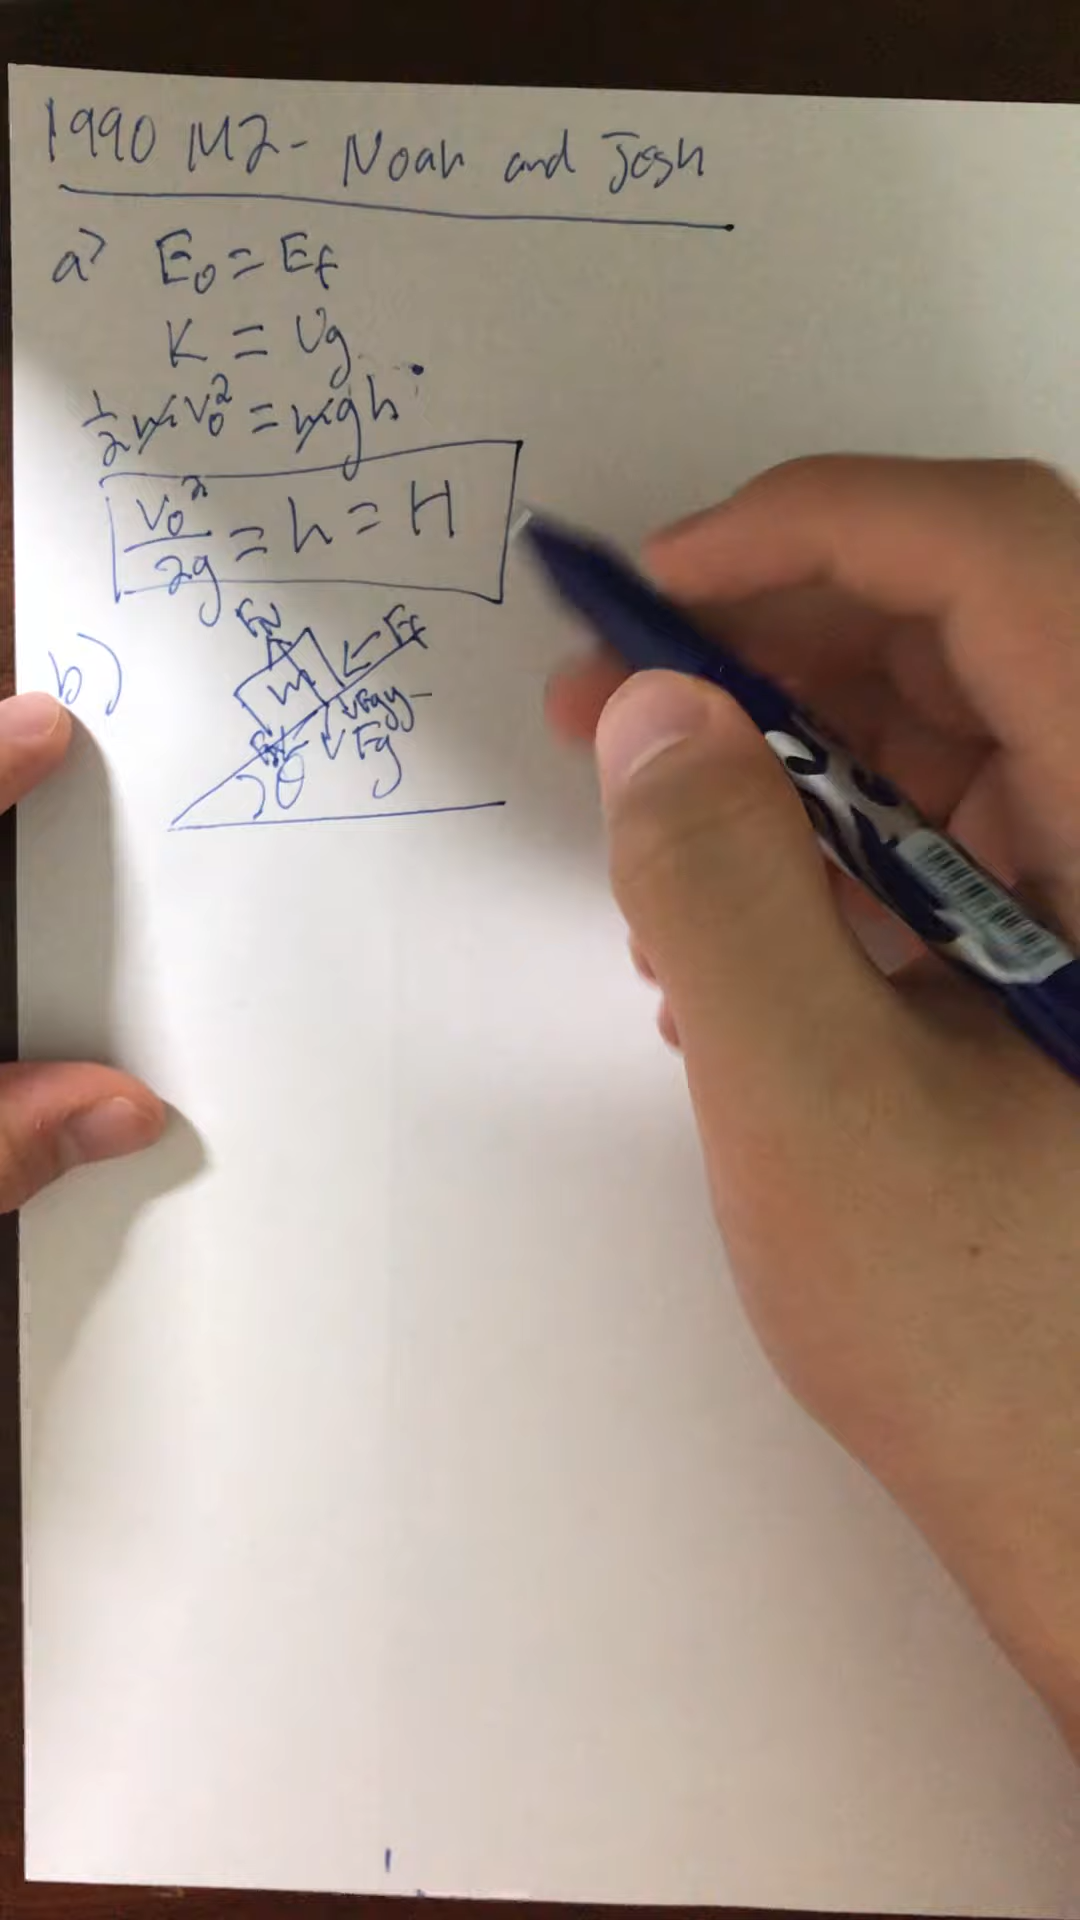 1990 M2 - Noah and Josh
a) E₀ = Ef
K = Ug
½mv₀² = mgh
v₀²/2g = h = H
b)
FN
Ff
m
Fgy
Fg
θ